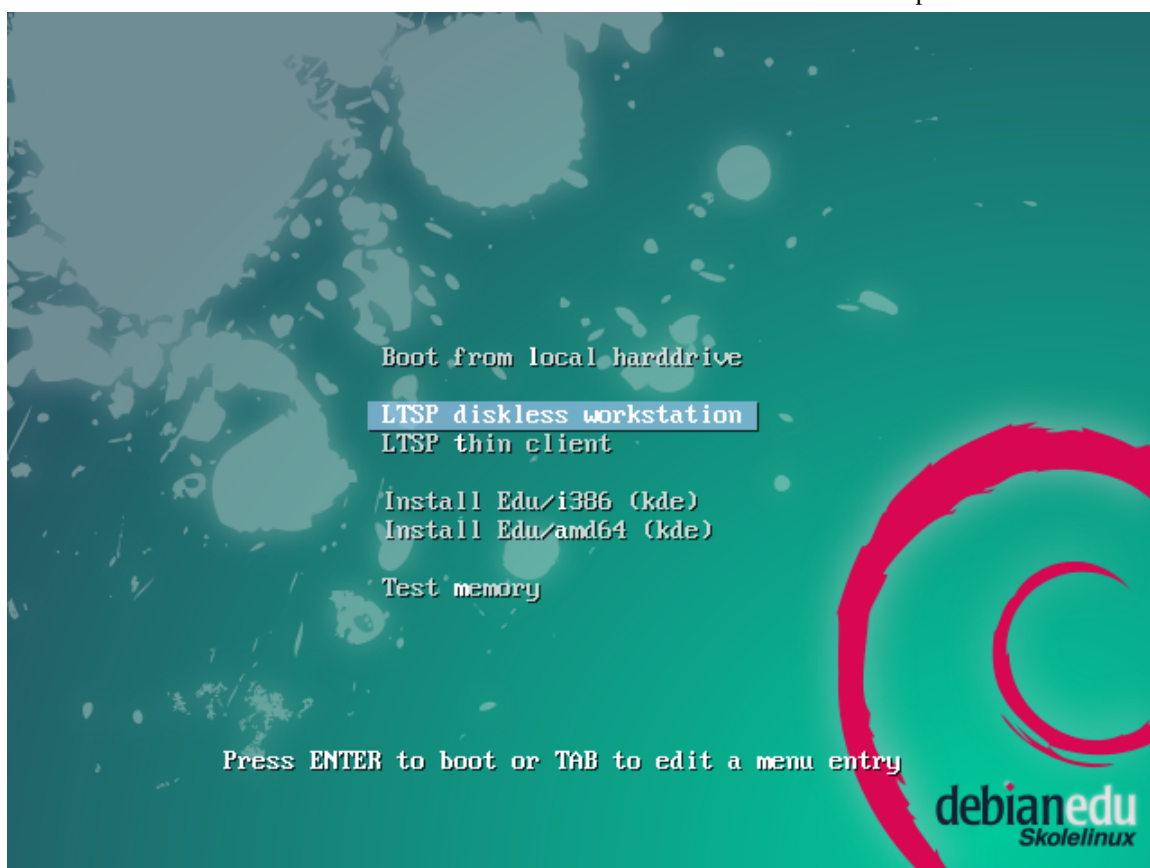 Boot from local harddrive
LTSP diskless workstation
LTSP thin client
Install Edu/i386 (kde)
Install Edu/amd64 (kde)
Test memory
Press ENTER to boot or TAB to edit a menu entry
debianedu
Skolelinux